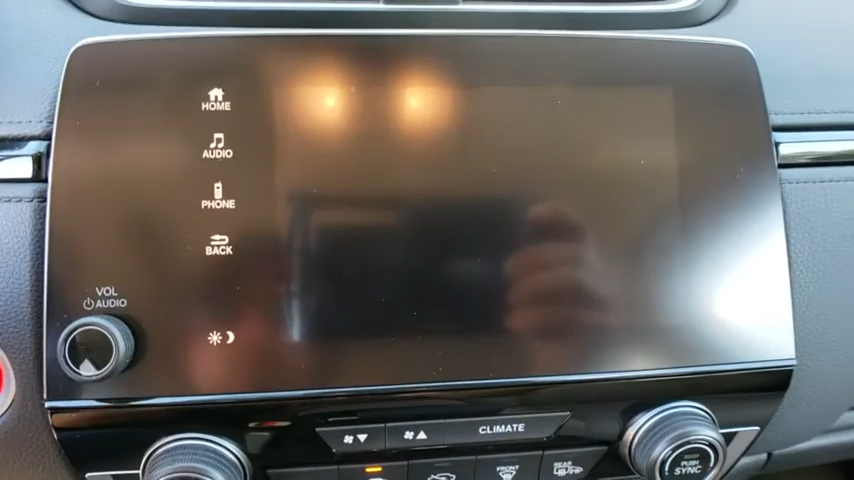 HOME
AUDIO
PHONE
BACK
VOL
AUDIO
CLIMATE
FRONT
REAR
PUSH
SYNC